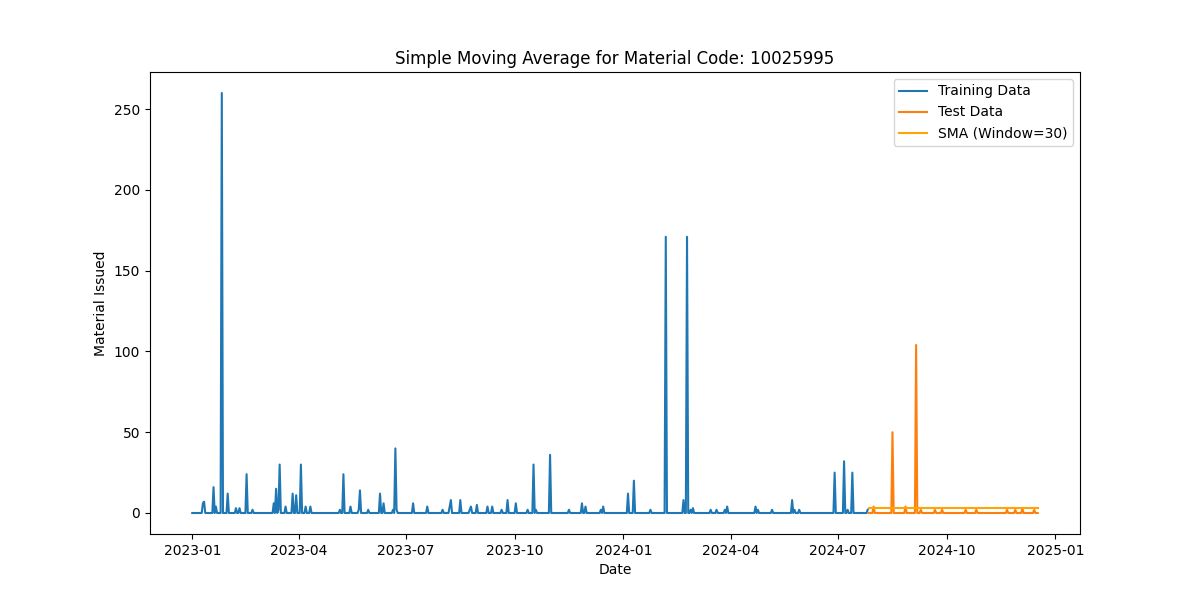 Simple Moving Average for Material Code: 10025995
Training Data
Test Data
SMA (Window=30)
Material Issued
250
200
150
100
50
0
2023-01 2023-04 2023-07 2023-10 2024-01 2024-04 2024-07 2024-10 2025-01
Date